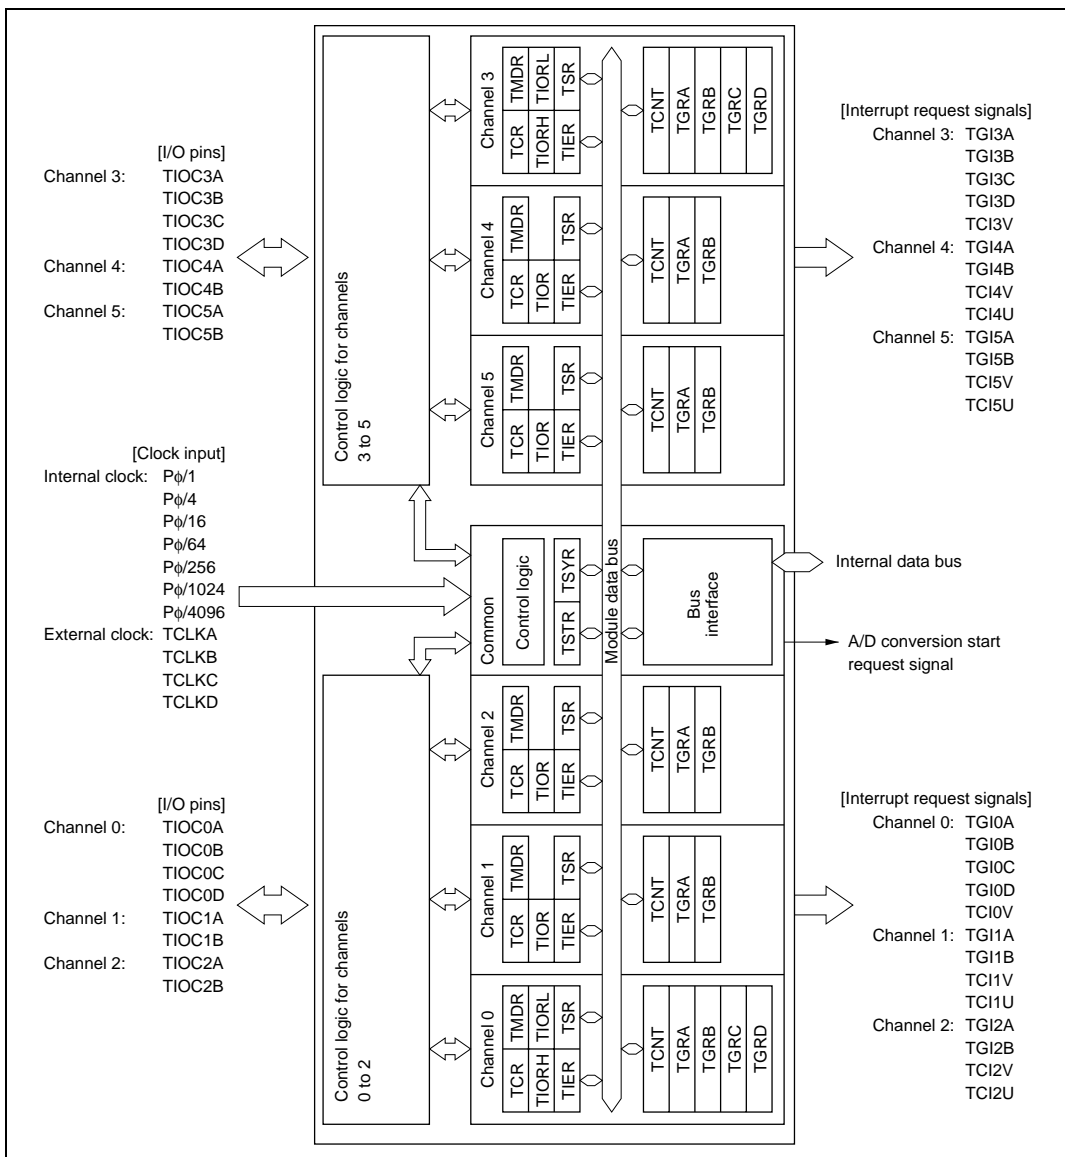 [I/O pins]
Channel 3: TIOC3A
TIOC3B
TIOC3C
TIOC3D
Channel 4: TIOC4A
TIOC4B
Channel 5: TIOC5A
TIOC5B
[Clock input]
Internal clock: Pφ/1
Pφ/4
Pφ/16
Pφ/64
Pφ/256
Pφ/1024
Pφ/4096
External clock: TCLKA
TCLKB
TCLKC
TCLKD
[I/O pins]
Channel 0: TIOC0A
TIOC0B
TIOC0C
TIOC0D
Channel 1: TIOC1A
TIOC1B
Channel 2: TIOC2A
TIOC2B
Control logic for channels
3 to 5
Control logic for channels
0 to 2
Channel 3
TCR TMDR
TIORH TIORL
TIER TSR
TCNT
TGRA
TGRB
TGRC
TGRD
Channel 4
TCR TMDR
TIOR
TIER TSR
TCNT
TGRA
TGRB
Channel 5
TCR TMDR
TIOR
TIER TSR
TCNT
TGRA
TGRB
Common
Control logic
TSTR TSYR
Module data bus
Bus
interface
Channel 2
TCR TMDR
TIOR
TIER TSR
TCNT
TGRA
TGRB
Channel 1
TCR TMDR
TIOR
TIER TSR
TCNT
TGRA
TGRB
Channel 0
TCR TMDR
TIORH TIORL
TIER TSR
TCNT
TGRA
TGRB
TGRC
TGRD
[Interrupt request signals]
Channel 3: TGI3A
TGI3B
TGI3C
TGI3D
TCI3V
Channel 4: TGI4A
TGI4B
TCI4V
TCI4U
Channel 5: TGI5A
TGI5B
TCI5V
TCI5U
Internal data bus
A/D conversion start
request signal
[Interrupt request signals]
Channel 0: TGI0A
TGI0B
TGI0C
TGI0D
TCI0V
Channel 1: TGI1A
TGI1B
TCI1V
TCI1U
Channel 2: TGI2A
TGI2B
TCI2V
TCI2U